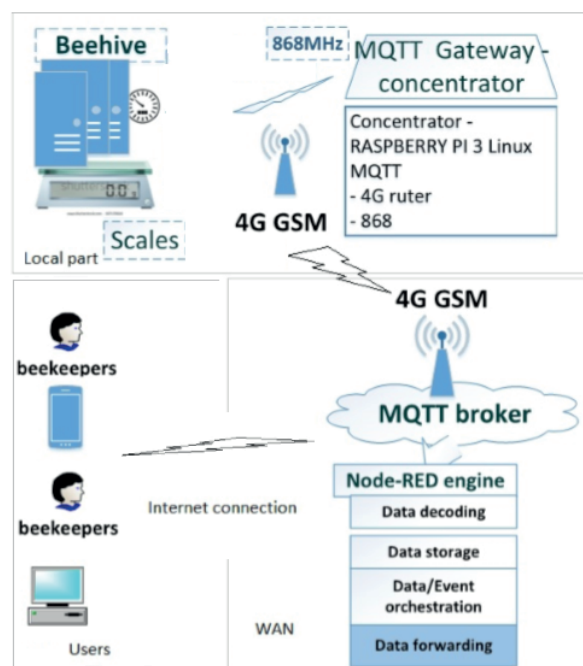 Beehive
868MHz
MQTT Gateway -
concentrator
Concentrator -
RASPBERRY PI 3 Linux
MQTT
- 4G ruter
- 868
00
4G GSM
Scales
Local part
4G GSM
beekeepers
MQTT broker
beekeepers
Internet connection
Node-RED engine
Data decoding
Data storage
Data/Event
orchestration
Data forwarding
WAN
Users